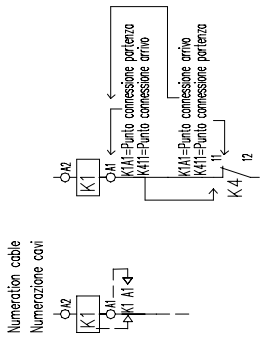 Numeration cable
Numerazione cavi
A2
K1
A1
K1 A1
A2
K1
A1
K1A1=Punto connessione partenza
K411=Punto connessione arrivo
K1A1=Punto connessione arrivo
K411=Punto connessione partenza
11
12
K4